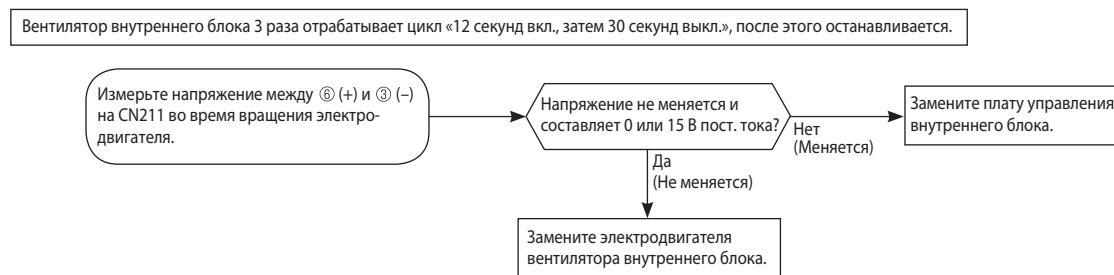 Вентилятор внутреннего блока 3 раза отрабатывает цикл «12 секунд вкл., затем 30 секунд выкл.», после этого останавливается.
Измерьте напряжение между ⑥ (+) и ③ (–)
на CN211 во время вращения электро-
двигателя.
Напряжение не меняется и
составляет 0 или 15 В пост. тока?
Нет
(Меняется)
Замените плату управления
внутреннего блока.
Да
(Не меняется)
Замените электродвигателя
вентилятора внутреннего блока.